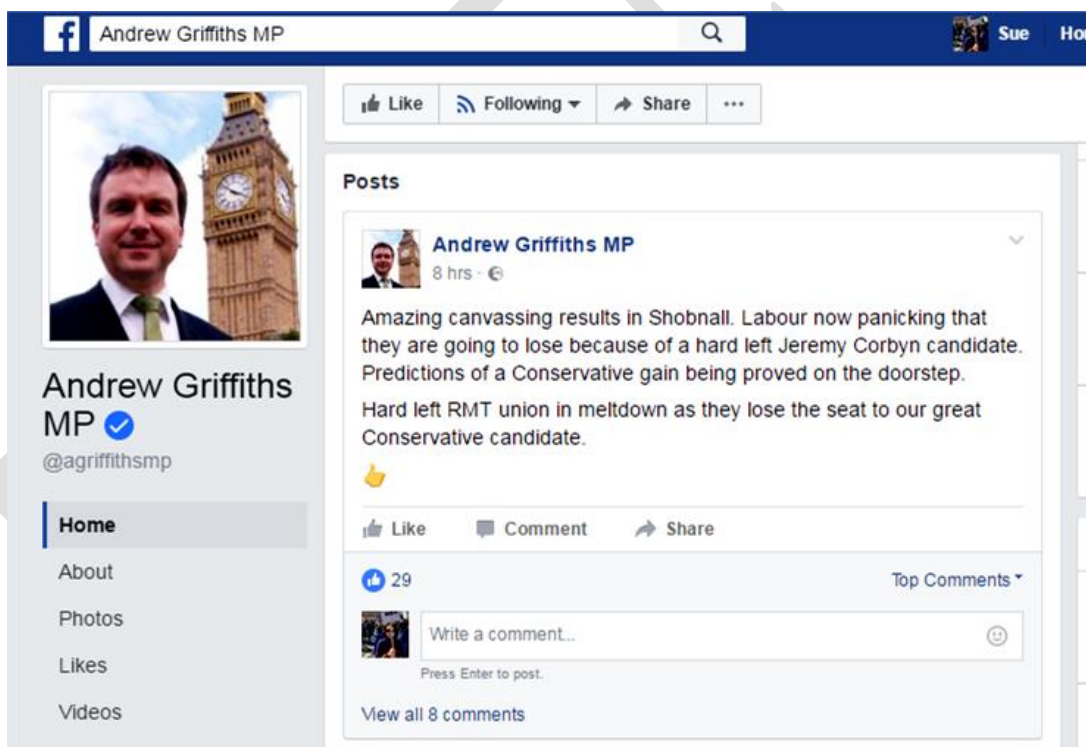 f Andrew Griffiths MP Sue
Like Following Share ...
Posts
Andrew Griffiths MP
8 hrs ·
Amazing canvassing results in Shobnall. Labour now panicking that
they are going to lose because of a hard left Jeremy Corbyn candidate.
Predictions of a Conservative gain being proved on the doorstep.
Hard left RMT union in meltdown as they lose the seat to our great
Conservative candidate.
Like Comment Share
29 Top Comments
Write a comment...
Press Enter to post.
View all 8 comments
Andrew Griffiths
MP
@agriffithsmp
Home
About
Photos
Likes
Videos